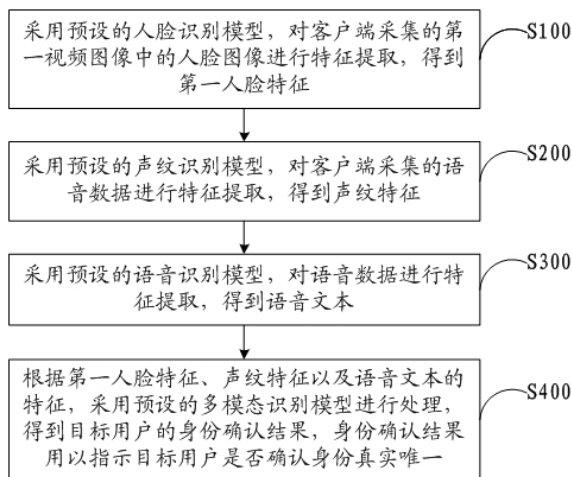 采用预设的人脸识别模型，对客户端采集的第
一视频图像中的人脸图像进行特征提取，得到
第一人脸特征
S100
采用预设的声纹识别模型，对客户端采集的语
音数据进行特征提取，得到声纹特征
S200
采用预设的语音识别模型，对语音数据进行特
征提取，得到语音文本
S300
根据第一人脸特征、声纹特征以及语音文本的
特征，采用预设的多模态识别模型进行处理，
得到目标用户的身份确认结果，身份确认结果
用以指示目标用户是否确认身份真实唯一
S400